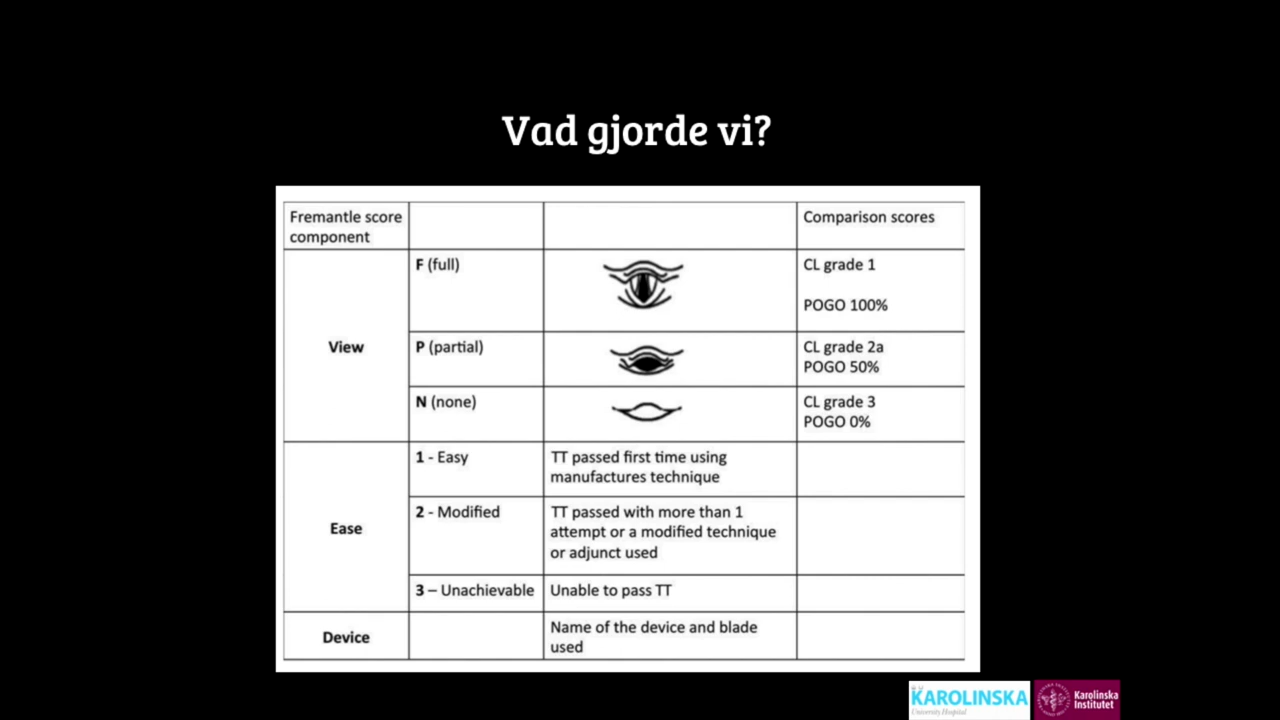 Vad gjorde vi?
Fremantle score
component
Comparison scores
View
F (full)
CL grade 1
POGO 100%
P (partial)
CL grade 2a
POGO 50%
N (none)
CL grade 3
POGO 0%
Ease
1 - Easy
TT passed first time using
manufactures technique
2 - Modified
TT passed with more than 1
attempt or a modified technique
or adjunct used
3 – Unachievable
Unable to pass TT
Device
Name of the device and blade
used
KAROLINSKA
University Hospital
Karolinska
Institutet